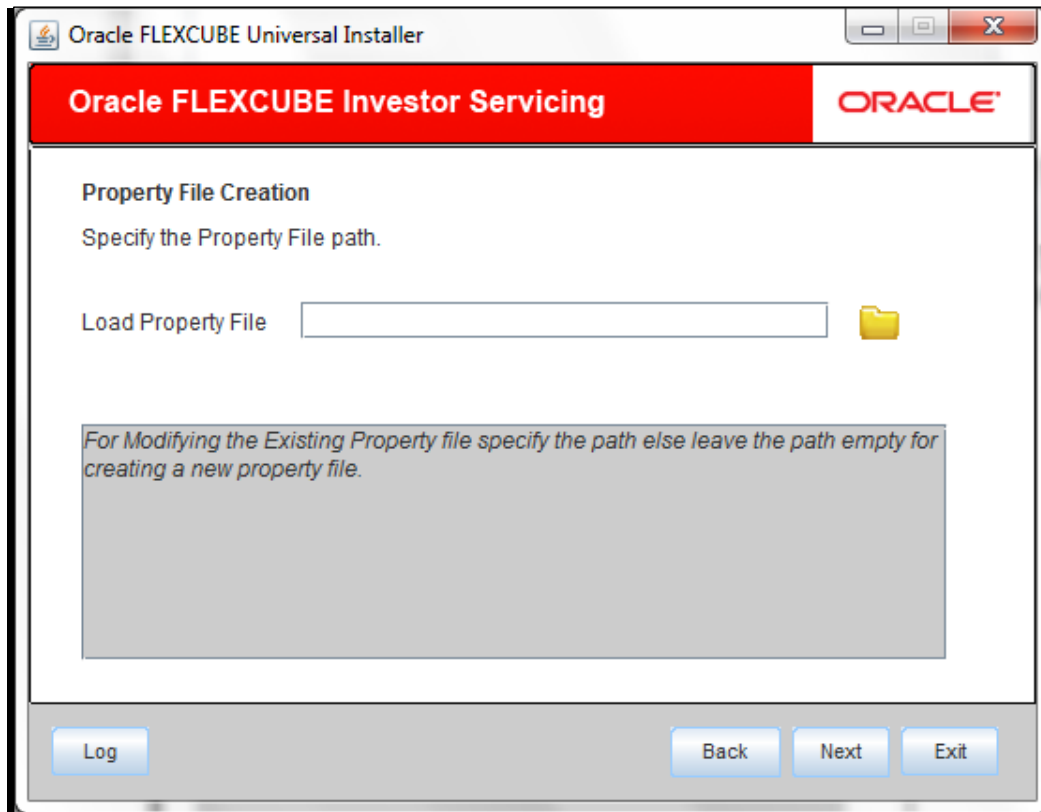 Oracle FLEXCUBE Universal Installer
Oracle FLEXCUBE Investor Servicing
ORACLE
Property File Creation
Specify the Property File path.
Load Property File
For Modifying the Existing Property file specify the path else leave the path empty for
creating a new property file.
Log
Back
Next
Exit